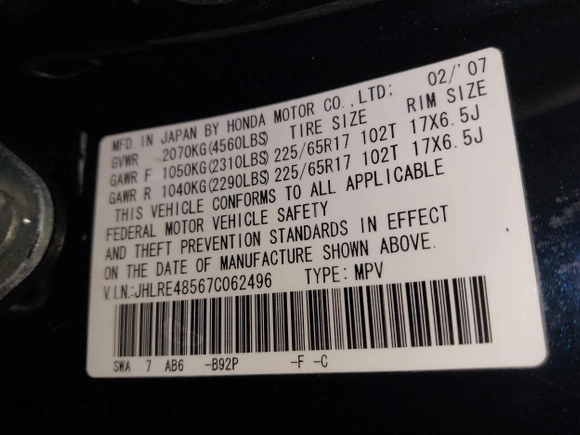 MFD. IN JAPAN BY HONDA MOTOR CO., LTD: 02/'07
GVWR 2070KG(4560LBS) TIRE SIZE RIM SIZE
GAWR F 1050KG(2310LBS) 225/65R17 102T 17X6.5J
GAWR R 1040KG(2290LBS) 225/65R17 102T 17X6.5J
THIS VEHICLE CONFORMS TO ALL APPLICABLE
FEDERAL MOTOR VEHICLE SAFETY
AND THEFT PREVENTION STANDARDS IN EFFECT
ON THE DATE OF MANUFACTURE SHOWN ABOVE.
V.I.N.:JHLRE48567C062496 TYPE: MPV
SWA 7 AB6 -B92P -F -C
DREAMBID